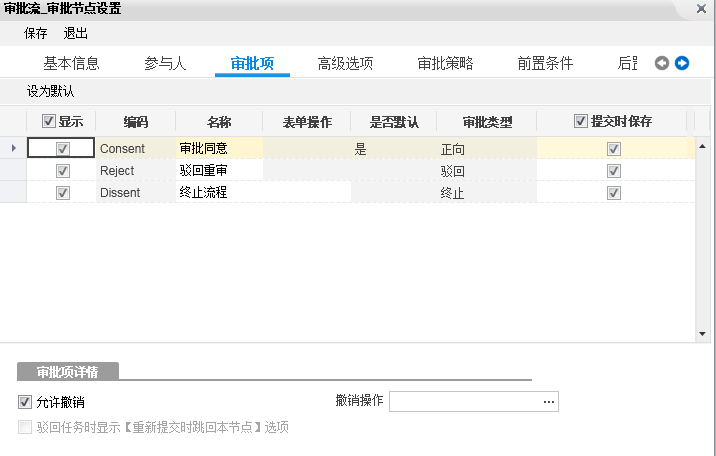 审批流_审批节点设置
保存 退出
基本信息 参与人 审批项 高级选项 审批策略 前置条件
设为默认
显示 编码 名称 表单操作 是否默认 审批类型 提交时保存
Consent 审批同意 是 正向
Reject 驳回重审 驳回
Dissent 终止流程 终止
审批项详情
允许撤销 撤销操作 ...
驳回任务时显示【重新提交时跳回本节点】选项